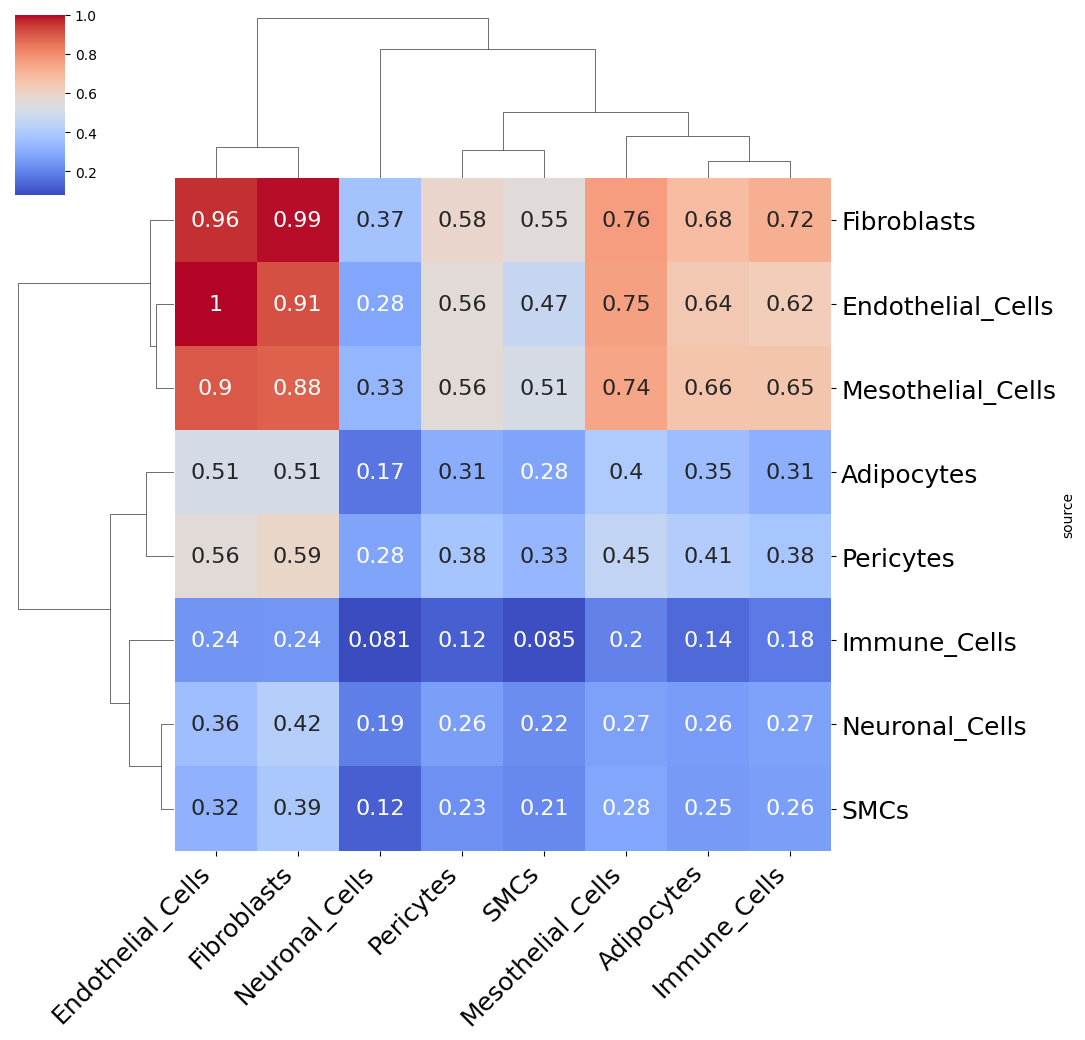 1.0
0.8
0.6
0.4
0.2
0.96 0.99 0.37 0.58 0.55 0.76 0.68 0.72 Fibroblasts
1 0.91 0.28 0.56 0.47 0.75 0.64 0.62 Endothelial_Cells
0.9 0.88 0.33 0.56 0.51 0.74 0.66 0.65 Mesothelial_Cells
0.51 0.51 0.17 0.31 0.28 0.4 0.35 0.31 Adipocytes
source
0.56 0.59 0.28 0.38 0.33 0.45 0.41 0.38 Pericytes
0.24 0.24 0.081 0.12 0.085 0.2 0.14 0.18 Immune_Cells
0.36 0.42 0.19 0.26 0.22 0.27 0.26 0.27 Neuronal_Cells
0.32 0.39 0.12 0.23 0.21 0.28 0.25 0.26 SMCs
Endothelial_Cells
Fibroblasts
Neuronal_Cells
Pericytes
SMCs
Mesothelial_Cells
Adipocytes
Immune_Cells